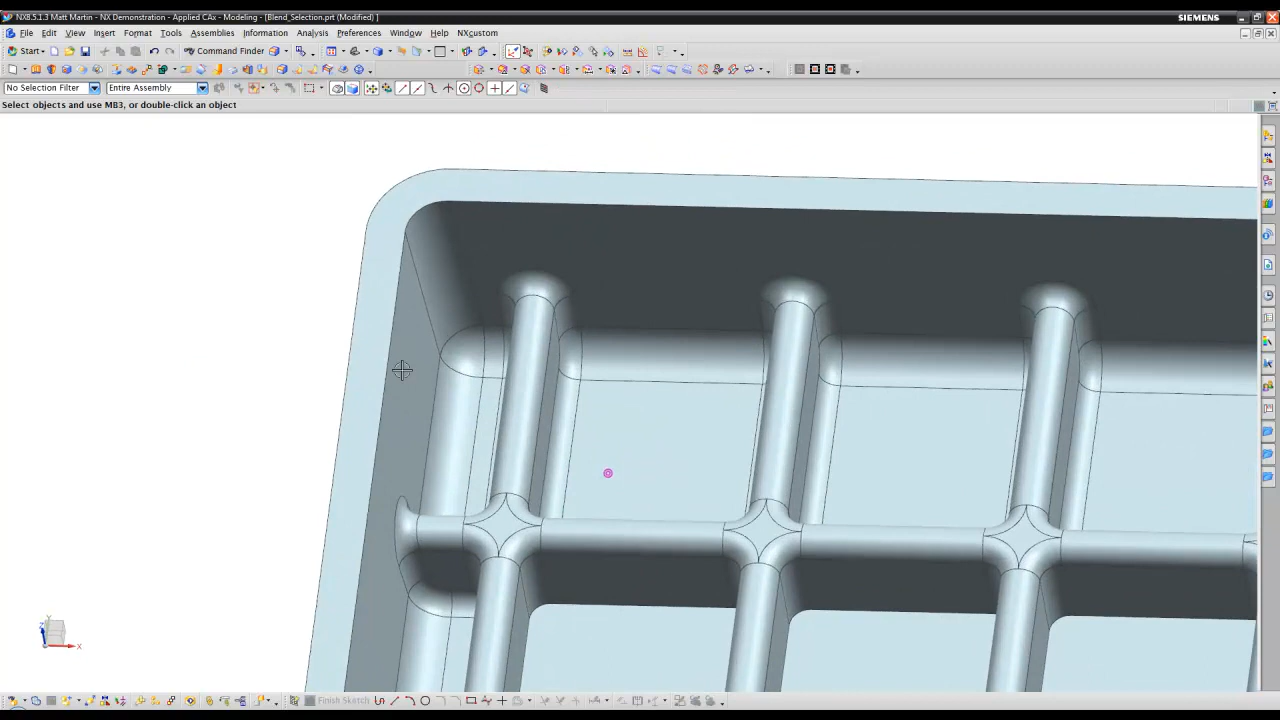 NX8.5.1.3 Matt Martin - NX Demonstration - Applied CAx - Modeling - [Blend_Selection.prt (Modified) ]
SIEMENS
File Edit View Insert Format Tools Assemblies Information Analysis Preferences Window Help NXcustom
Start Command Finder
No Selection Filter Entire Assembly
Select objects and use MB3, or double-click an object
Y
Z
X
Finish Sketch